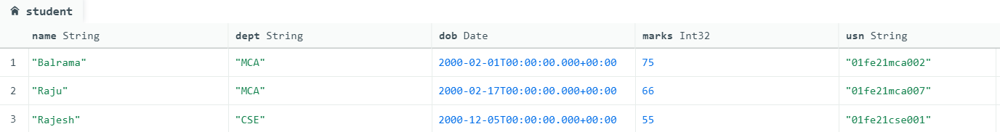 student
name String dept String dob Date marks Int32 usn String
1 "Balrama" "MCA" 2000-02-01T00:00:00.000+00:00 75 "01fe21mca002"
2 "Raju" "MCA" 2000-02-17T00:00:00.000+00:00 66 "01fe21mca007"
3 "Rajesh" "CSE" 2000-12-05T00:00:00.000+00:00 55 "01fe21cse001"